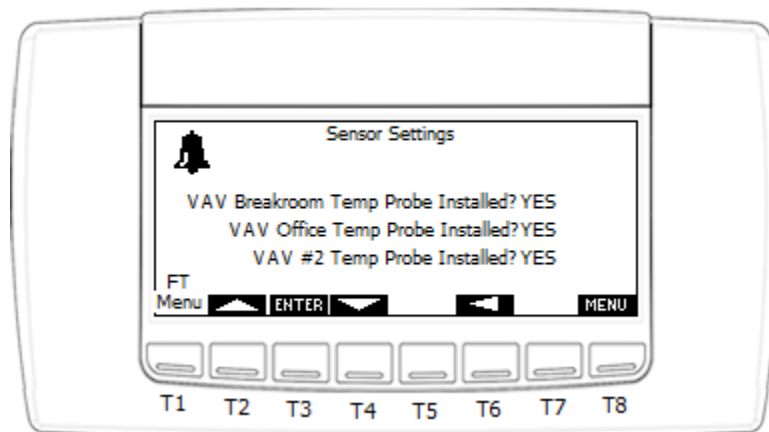 Sensor Settings
VAV Breakroom Temp Probe Installed? YES
VAV Office Temp Probe Installed? YES
VAV #2 Temp Probe Installed? YES
FT
Menu ENTER MENU
T1 T2 T3 T4 T5 T6 T7 T8